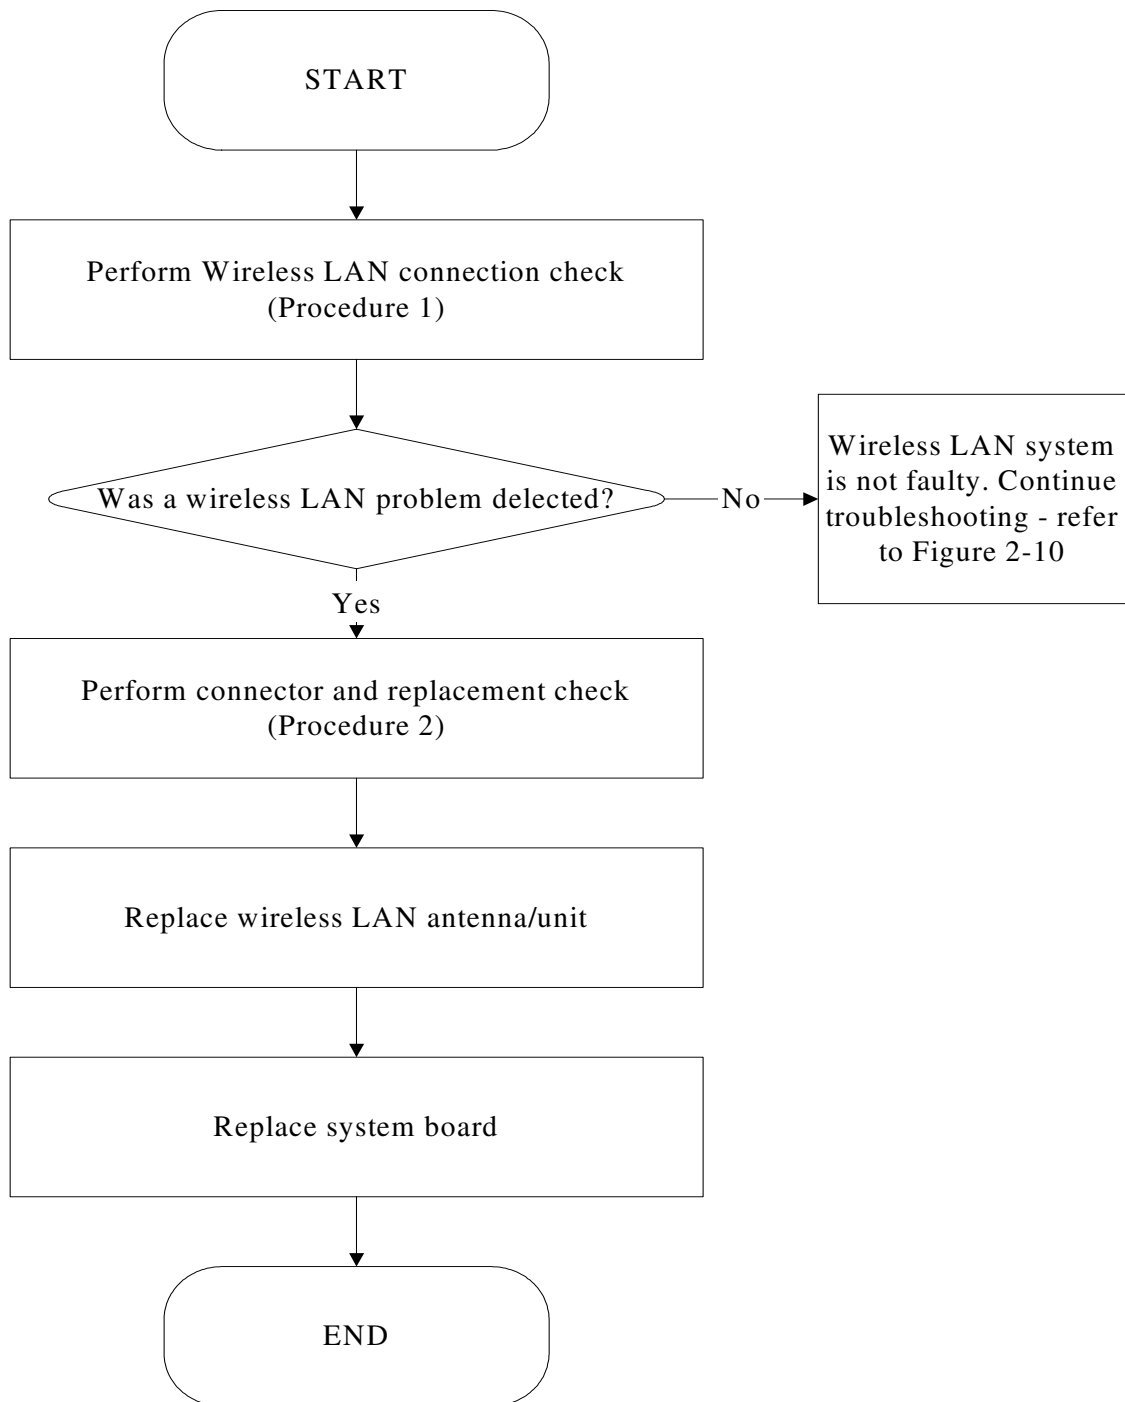 START
Perform Wireless LAN connection check
(Procedure 1)
Was a wireless LAN problem delected?
No
Wireless LAN system
is not faulty. Continue
troubleshooting - refer
to Figure 2-10
Yes
Perform connector and replacement check
(Procedure 2)
Replace wireless LAN antenna/unit
Replace system board
END